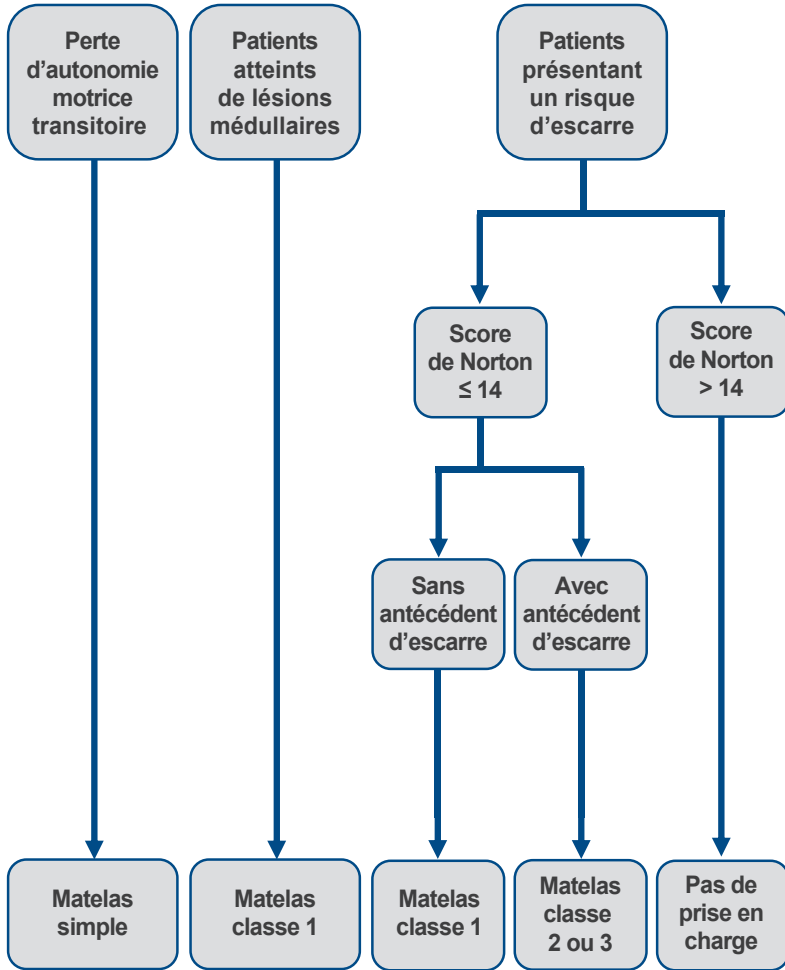 Perte
d’autonomie
motrice
transitoire
Patients
atteints
de lésions
médullaires
Patients
présentant
un risque
d’escarre
Score
de Norton
≤ 14
Score
de Norton
> 14
Sans
antécédent
d’escarre
Avec
antécédent
d’escarre
Matelas
simple
Matelas
classe 1
Matelas
classe 1
Matelas
classe
2 ou 3
Pas de
prise en
charge